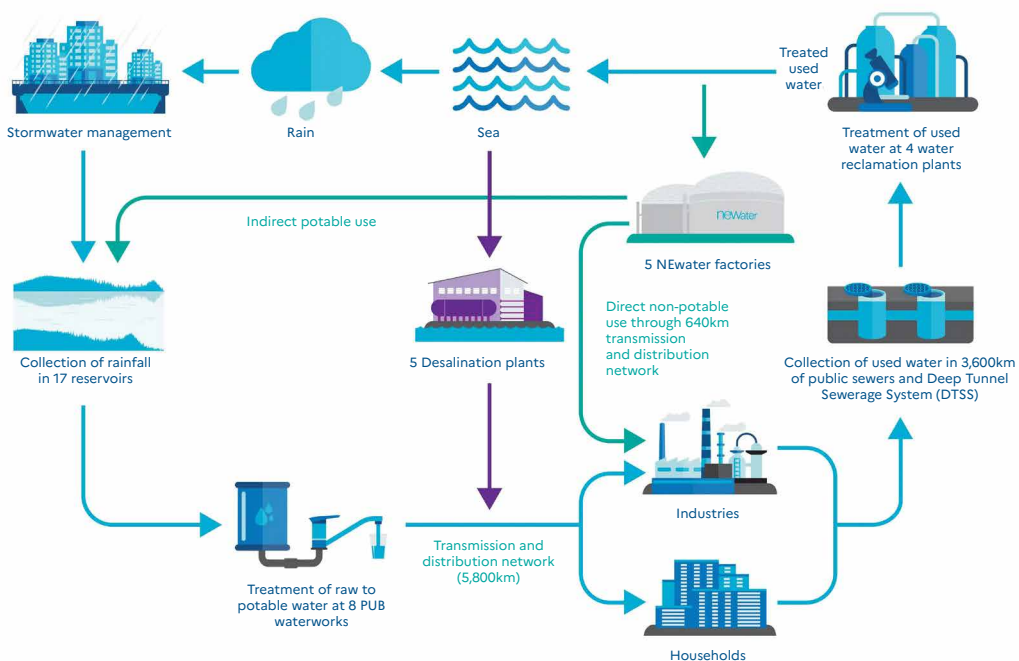 Treated
used
water
Stormwater management
Rain
Sea
Treatment of used
water at 4 water
reclamation plants
Indirect potable use
neWater
5 NEwater factories
Direct non-potable
use through 640km
transmission
and distribution
network
Collection of rainfall
in 17 reservoirs
5 Desalination plants
Collection of used water in 3,600km
of public sewers and Deep Tunnel
Sewerage System (DTSS)
Industries
Transmission and
distribution network
(5,800km)
Treatment of raw to
potable water at 8 PUB
waterworks
Households